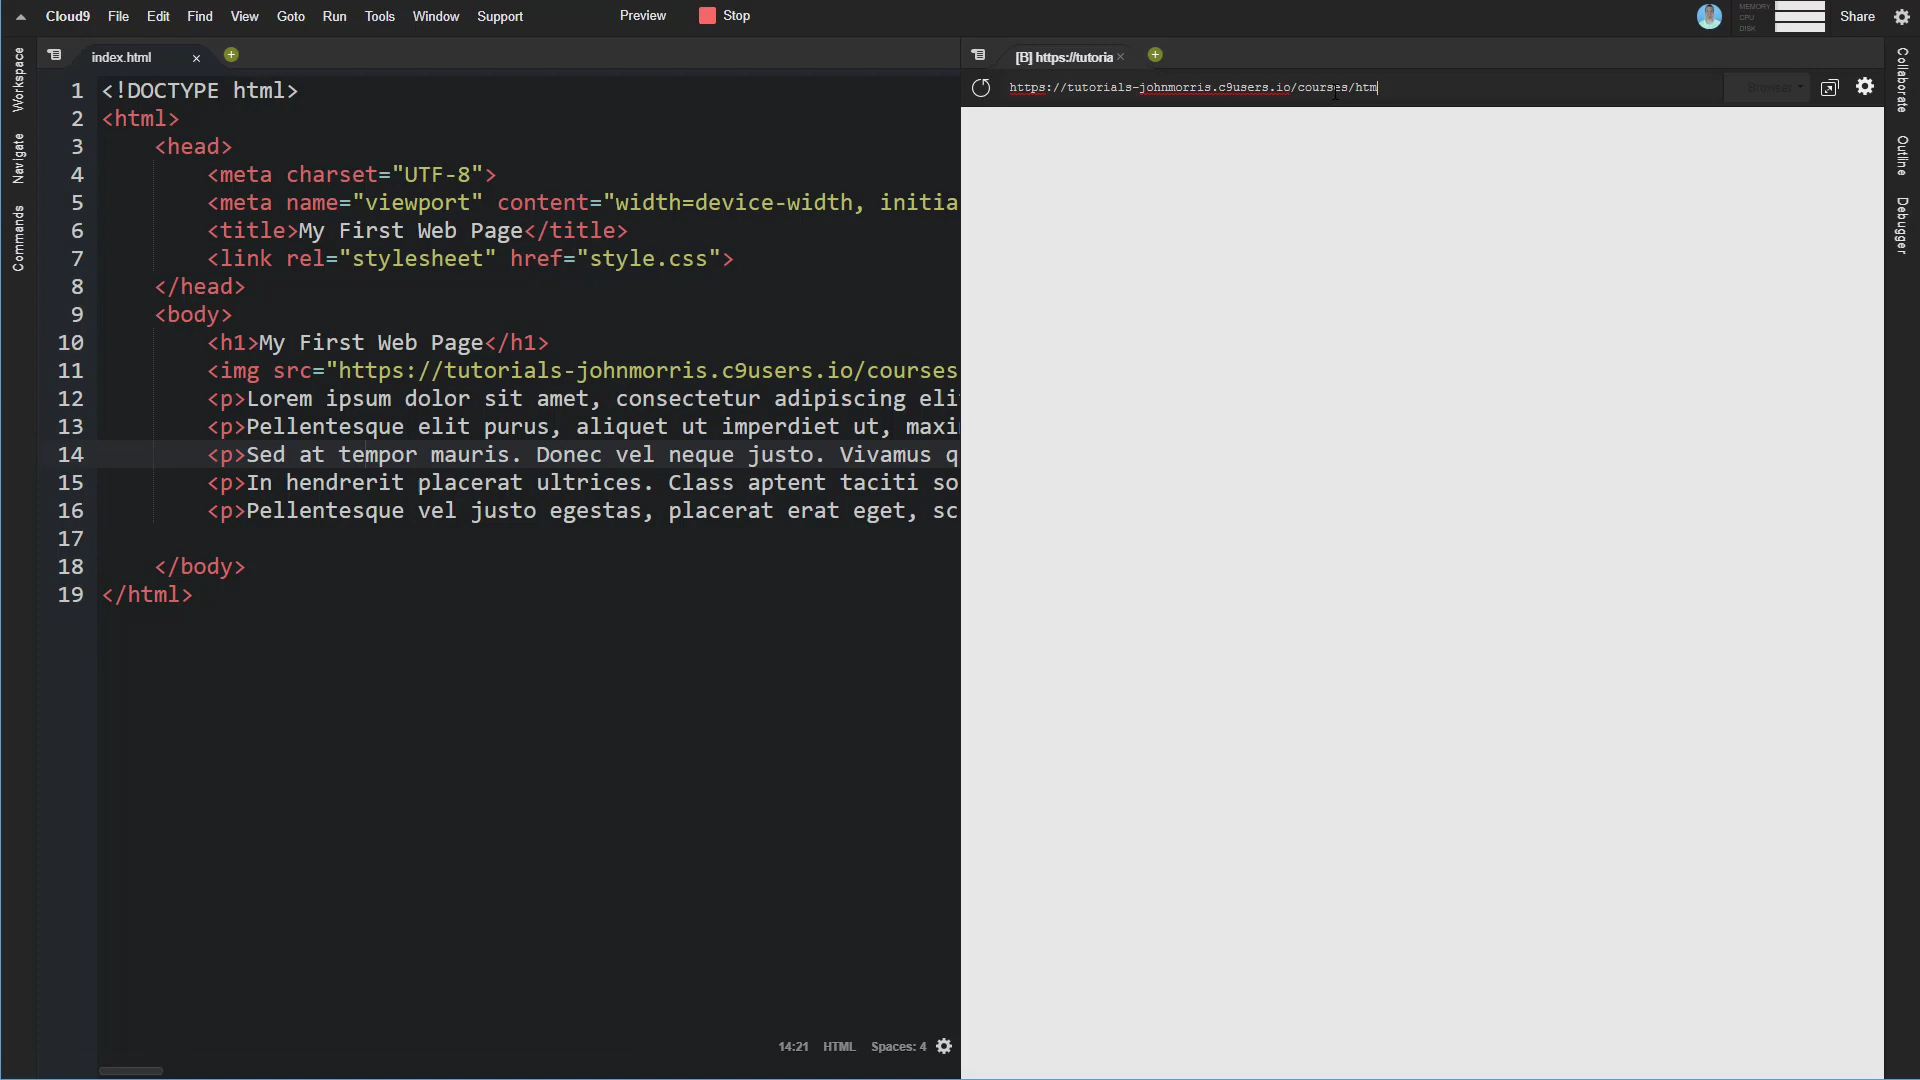 Cloud9 File Edit Find View Goto Run Tools Window Support Preview Stop MEMORY CPU DISK Share
index.html
[B] https://tutoria
https://tutorials-johnmorris.c9users.io/courses/htm Browser
Workspace
Navigate
Commands
1 <!DOCTYPE html>
2 <html>
3 <head>
4 <meta charset="UTF-8">
5 <meta name="viewport" content="width=device-width, initia
6 <title>My First Web Page</title>
7 <link rel="stylesheet" href="style.css">
8 </head>
9 <body>
10 <h1>My First Web Page</h1>
11 <img src="https://tutorials-johnmorris.c9users.io/courses
12 <p>Lorem ipsum dolor sit amet, consectetur adipiscing eli
13 <p>Pellentesque elit purus, aliquet ut imperdiet ut, maxi
14 <p>Sed at tempor mauris. Donec vel neque justo. Vivamus q
15 <p>In hendrerit placerat ultrices. Class aptent taciti so
16 <p>Pellentesque vel justo egestas, placerat erat eget, sc
17
18 </body>
19 </html>
14:21 HTML Spaces: 4
Collaborate
Outline
Debugger